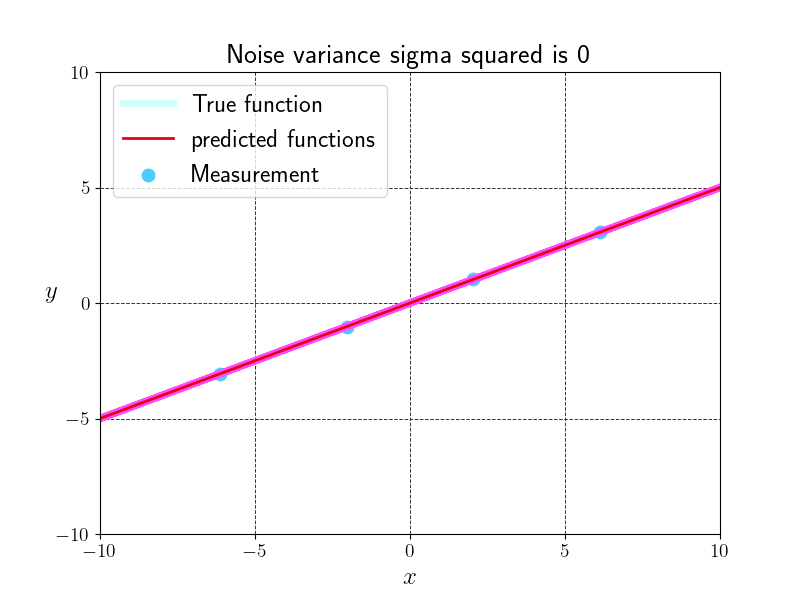 Noise variance sigma squared is 0
True function
predicted functions
Measurement
10
5
0
−5
−10
y
−10 −5 0 5 10
x